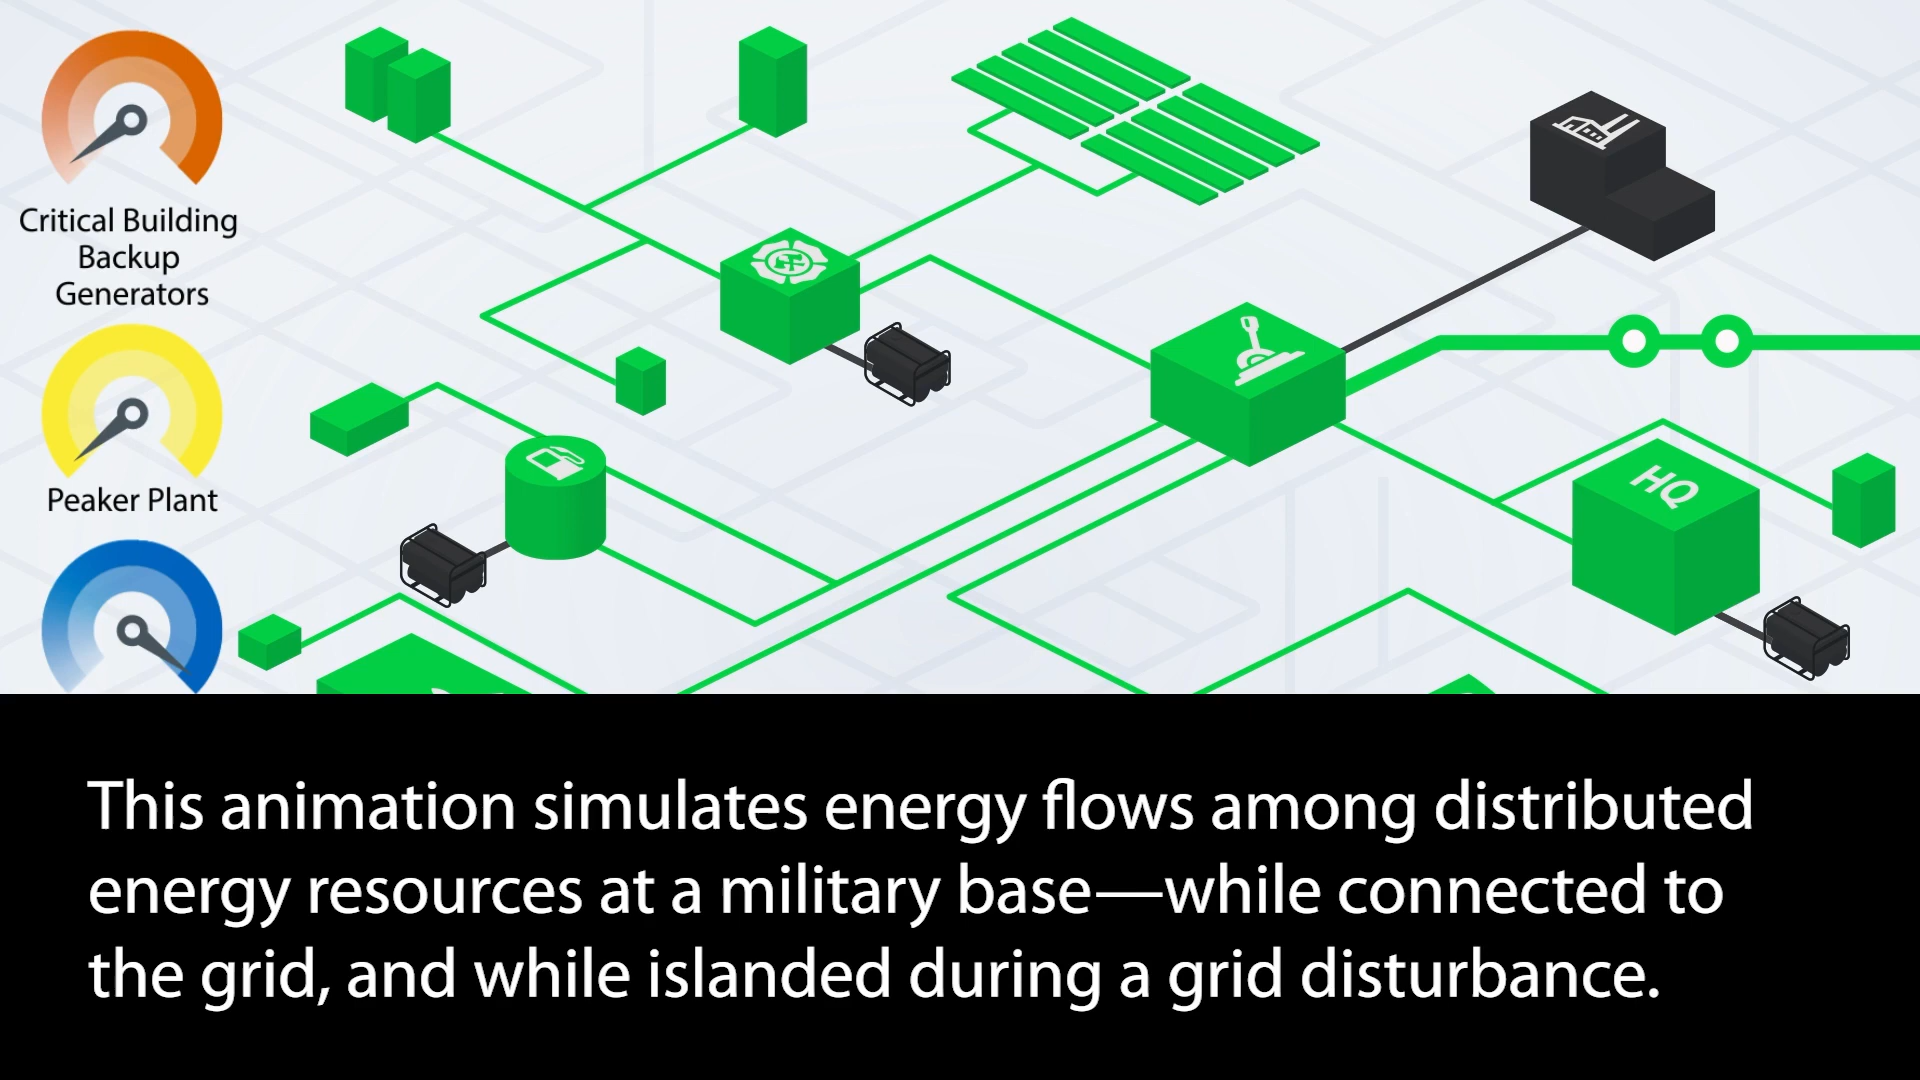 Critical Building
Backup
Generators
Peaker Plant
HQ
This animation simulates energy flows among distributed
energy resources at a military base—while connected to
the grid, and while islanded during a grid disturbance.